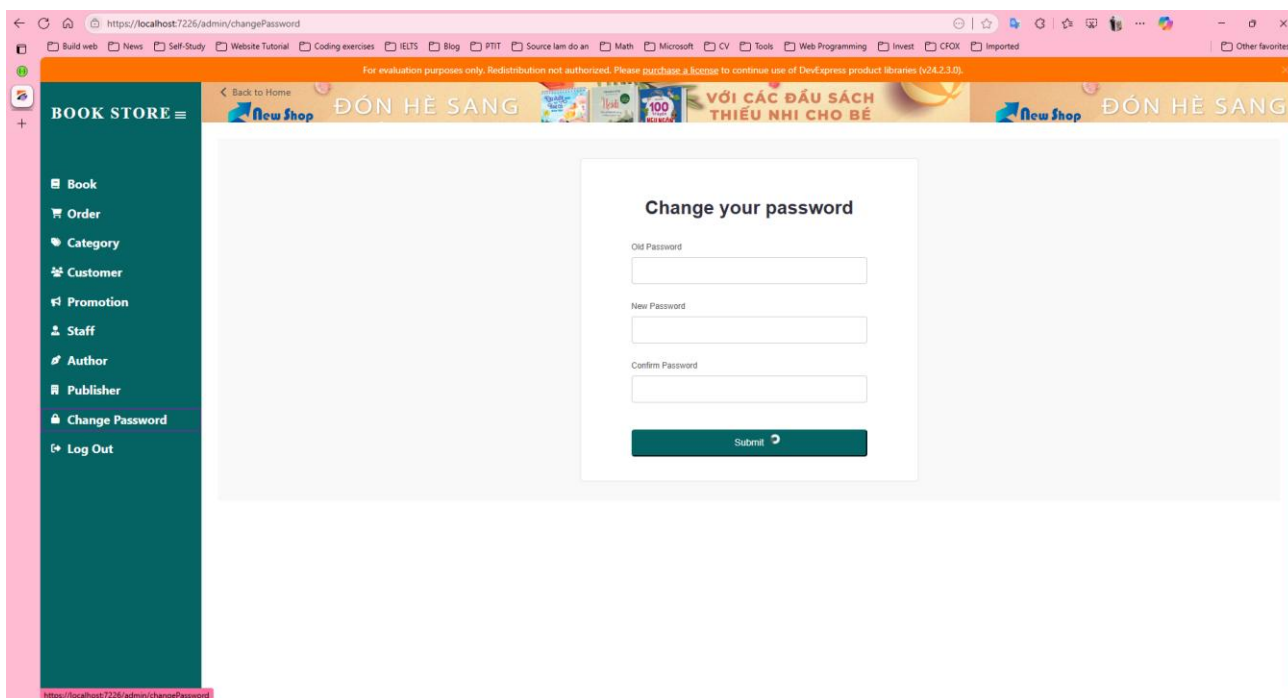 https://localhost:7226/admin/changePassword
Build web News Self-Study Website Tutorial Coding exercises IELTS Blog PTIT Source lam do an Math Microsoft CV Tools Web Programming Invest CFOX Imported Other favorites
For evaluation purposes only. Redistribution not authorized. Please purchase a license to continue use of DevExpress product libraries (v24.2.3.0).
BOOK STORE
Back to Home
New Shop ĐÓN HÈ SANG 100 VỚI CÁC ĐẦU SÁCH New Shop ĐÓN HÈ SANG
THIẾU NHI CHO BÉ
Book
Order
Category
Customer
Promotion
Staff
Author
Publisher
Change Password
Log Out
Change your password
Old Password
New Password
Confirm Password
Submit
https://localhost:7226/admin/changePassword